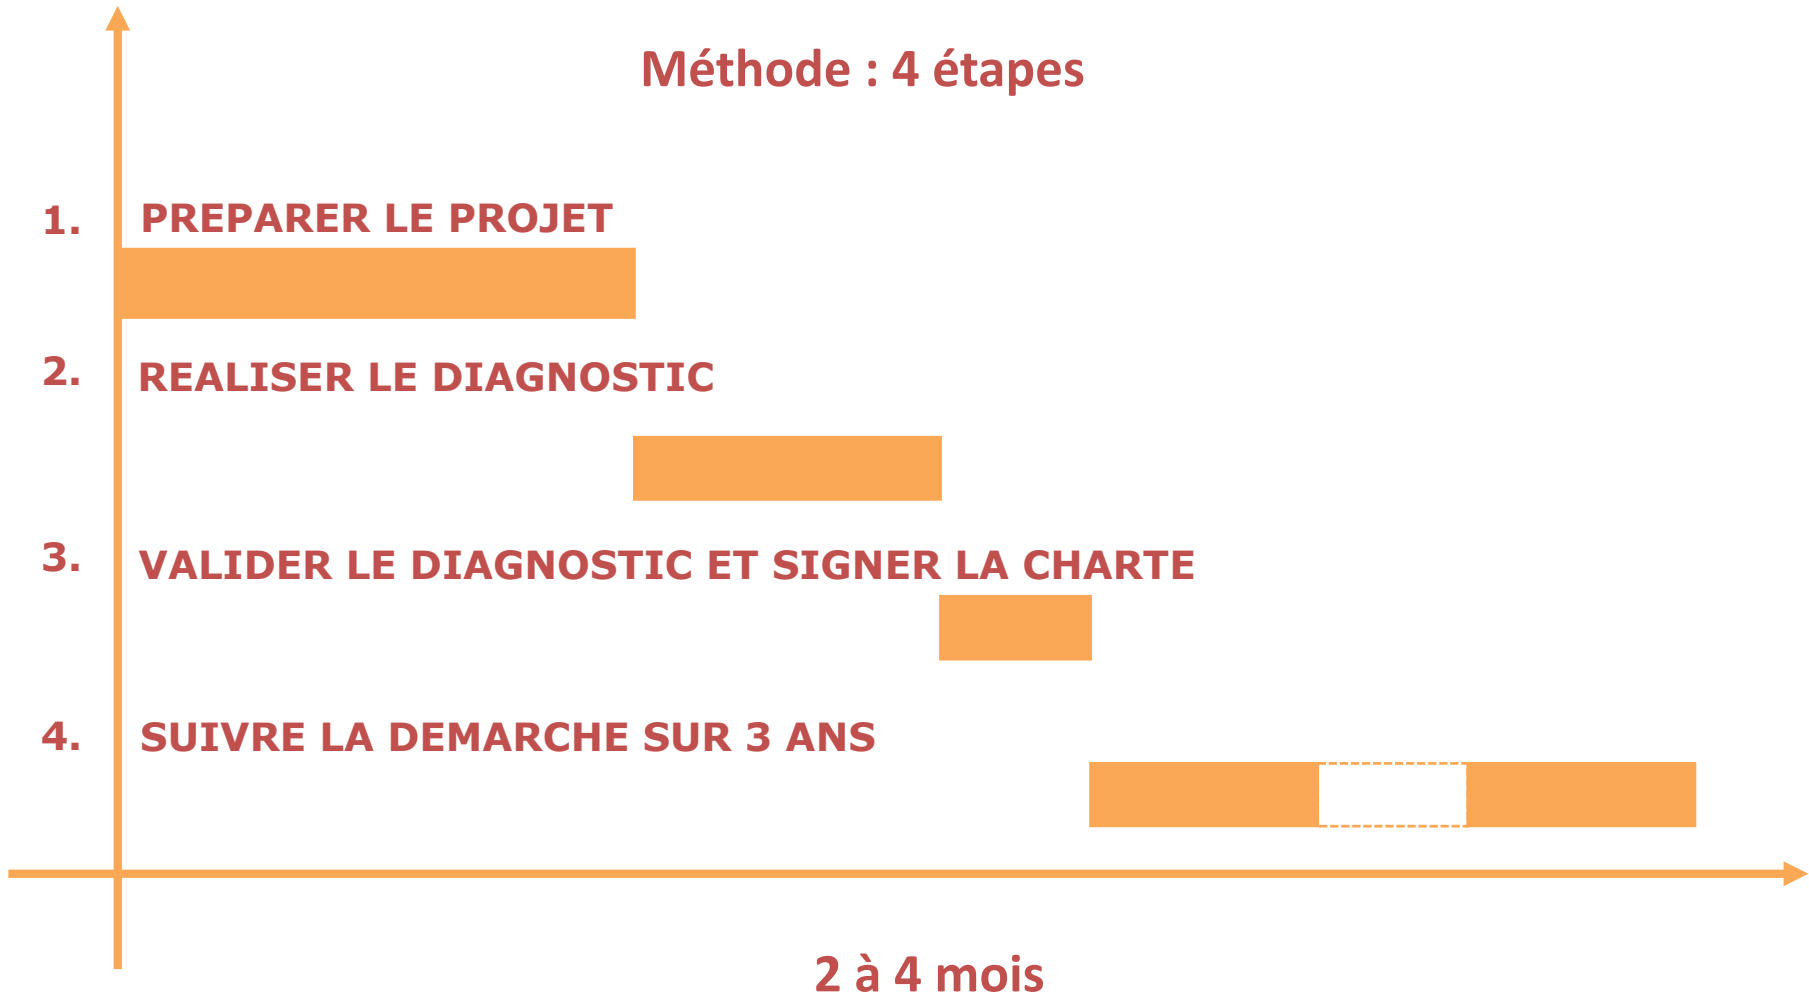 Méthode : 4 étapes
1. PREPARER LE PROJET
2. REALISER LE DIAGNOSTIC
3. VALIDER LE DIAGNOSTIC ET SIGNER LA CHARTE
4. SUIVRE LA DEMARCHE SUR 3 ANS
2 à 4 mois